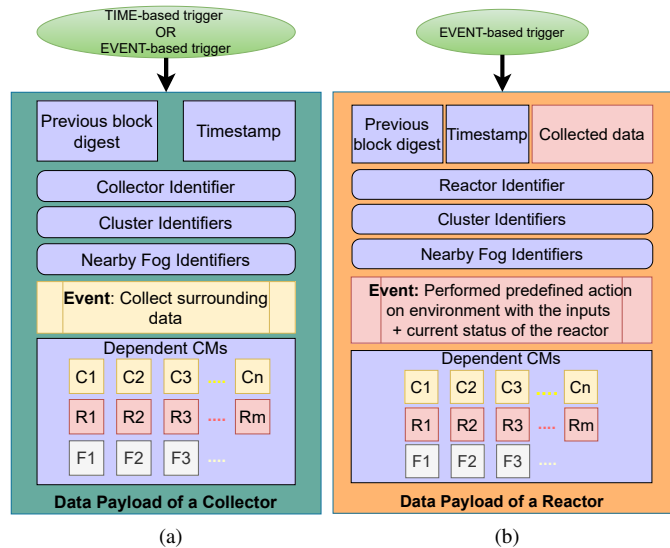 TIME-based trigger
OR
EVENT-based trigger
Previous block
digest
Timestamp
Collector Identifier
Cluster Identifiers
Nearby Fog Identifiers
Event: Collect surrounding
data
Dependent CMs
C1 C2 C3 .... Cn
R1 R2 R3 .... Rm
F1 F2 F3 ....
Data Payload of a Collector
(a)
EVENT-based trigger
Previous
block digest
Timestamp
Collected data
Reactor Identifier
Cluster Identifiers
Nearby Fog Identifiers
Event: Performed predefined action
on environment with the inputs
+ current status of the reactor
Dependent CMs
C1 C2 C3 .... Cn
R1 R2 R3 .... Rm
F1 F2 F3 ....
Data Payload of a Reactor
(b)